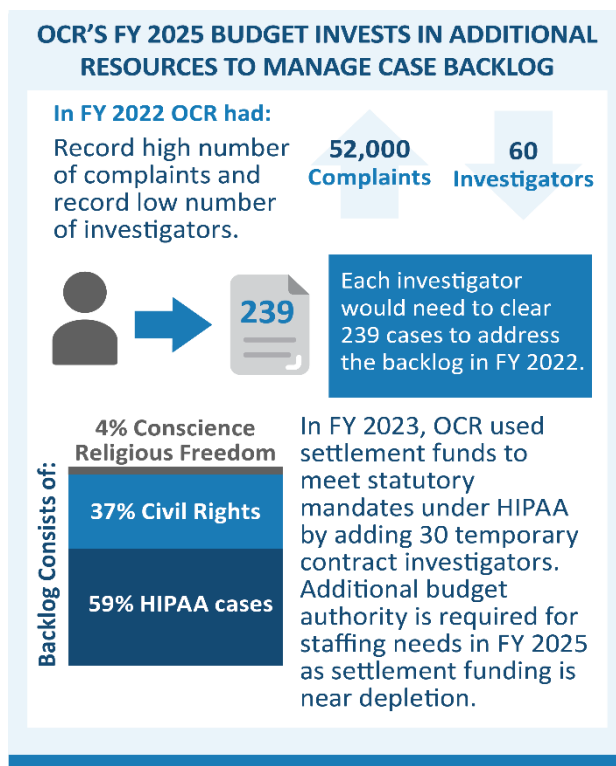 OCR'S FY 2025 BUDGET INVESTS IN ADDITIONAL
RESOURCES TO MANAGE CASE BACKLOG
In FY 2022 OCR had:
Record high number
of complaints and
record low number
of investigators.
52,000
Complaints
60
Investigators
239
Each investigator
would need to clear
239 cases to address
the backlog in FY 2022.
Backlog Consists of:
4% Conscience
Religious Freedom
37% Civil Rights
59% HIPAA cases
In FY 2023, OCR used
settlement funds to
meet statutory
mandates under HIPAA
by adding 30 temporary
contract investigators.
Additional budget
authority is required for
staffing needs in FY 2025
as settlement funding is
near depletion.